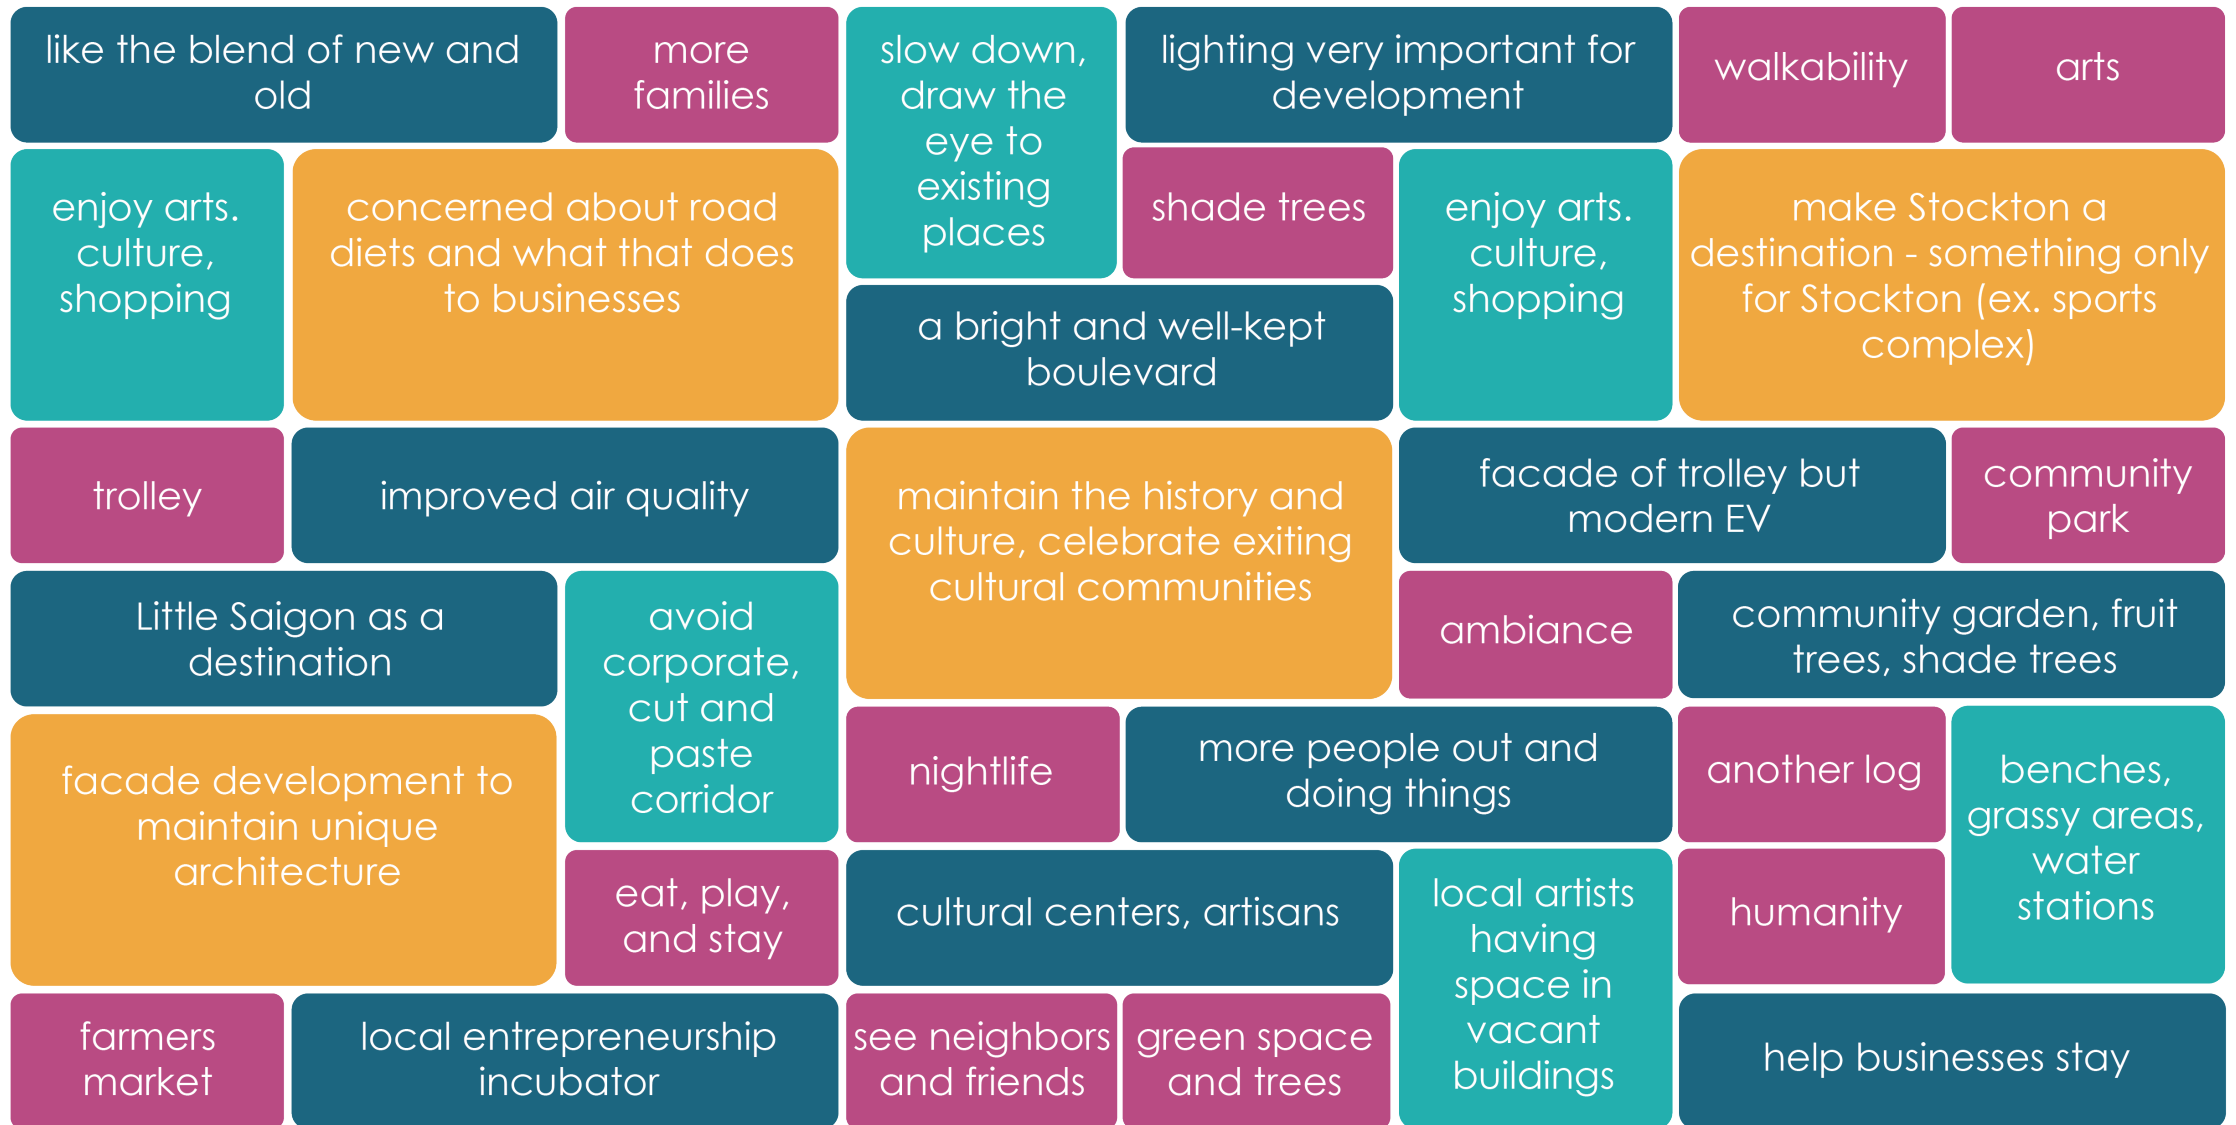 like the blend of new and
old
more
families
slow down,
draw the
eye to
existing
places
lighting very important for
development
walkability
arts
enjoy arts.
culture,
shopping
concerned about road
diets and what that does
to businesses
shade trees
enjoy arts.
culture,
shopping
make Stockton a
destination - something only
for Stockton (ex. sports
complex)
a bright and well-kept
boulevard
trolley
improved air quality
maintain the history and
culture, celebrate exiting
cultural communities
facade of trolley but
modern EV
community
park
Little Saigon as a
destination
avoid
corporate,
cut and
paste
corridor
ambiance
community garden, fruit
trees, shade trees
facade development to
maintain unique
architecture
nightlife
more people out and
doing things
another log
benches,
grassy areas,
water
stations
eat, play,
and stay
cultural centers, artisans
local artists
having
space in
vacant
buildings
humanity
farmers
market
local entrepreneurship
incubator
see neighbors
and friends
green space
and trees
help businesses stay